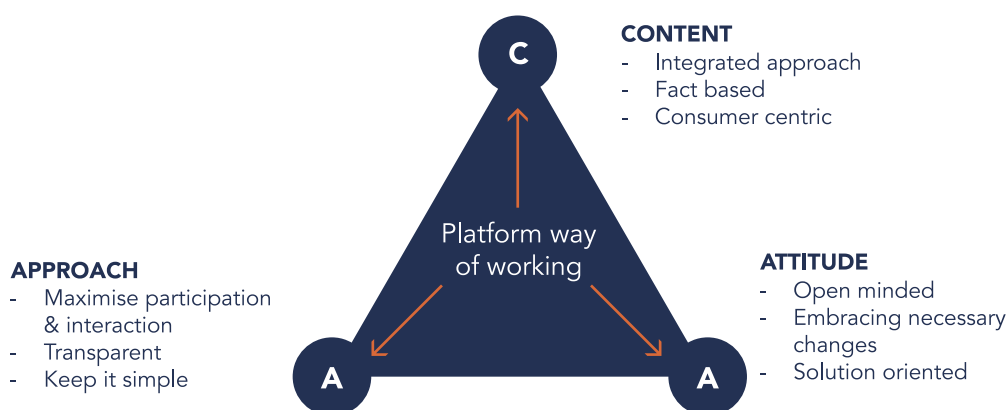 C
CONTENT
- Integrated approach
- Fact based
- Consumer centric
Platform way
of working
APPROACH
- Maximise participation
& interaction
- Transparent
- Keep it simple
A
ATTITUDE
- Open minded
- Embracing necessary
changes
- Solution oriented
A